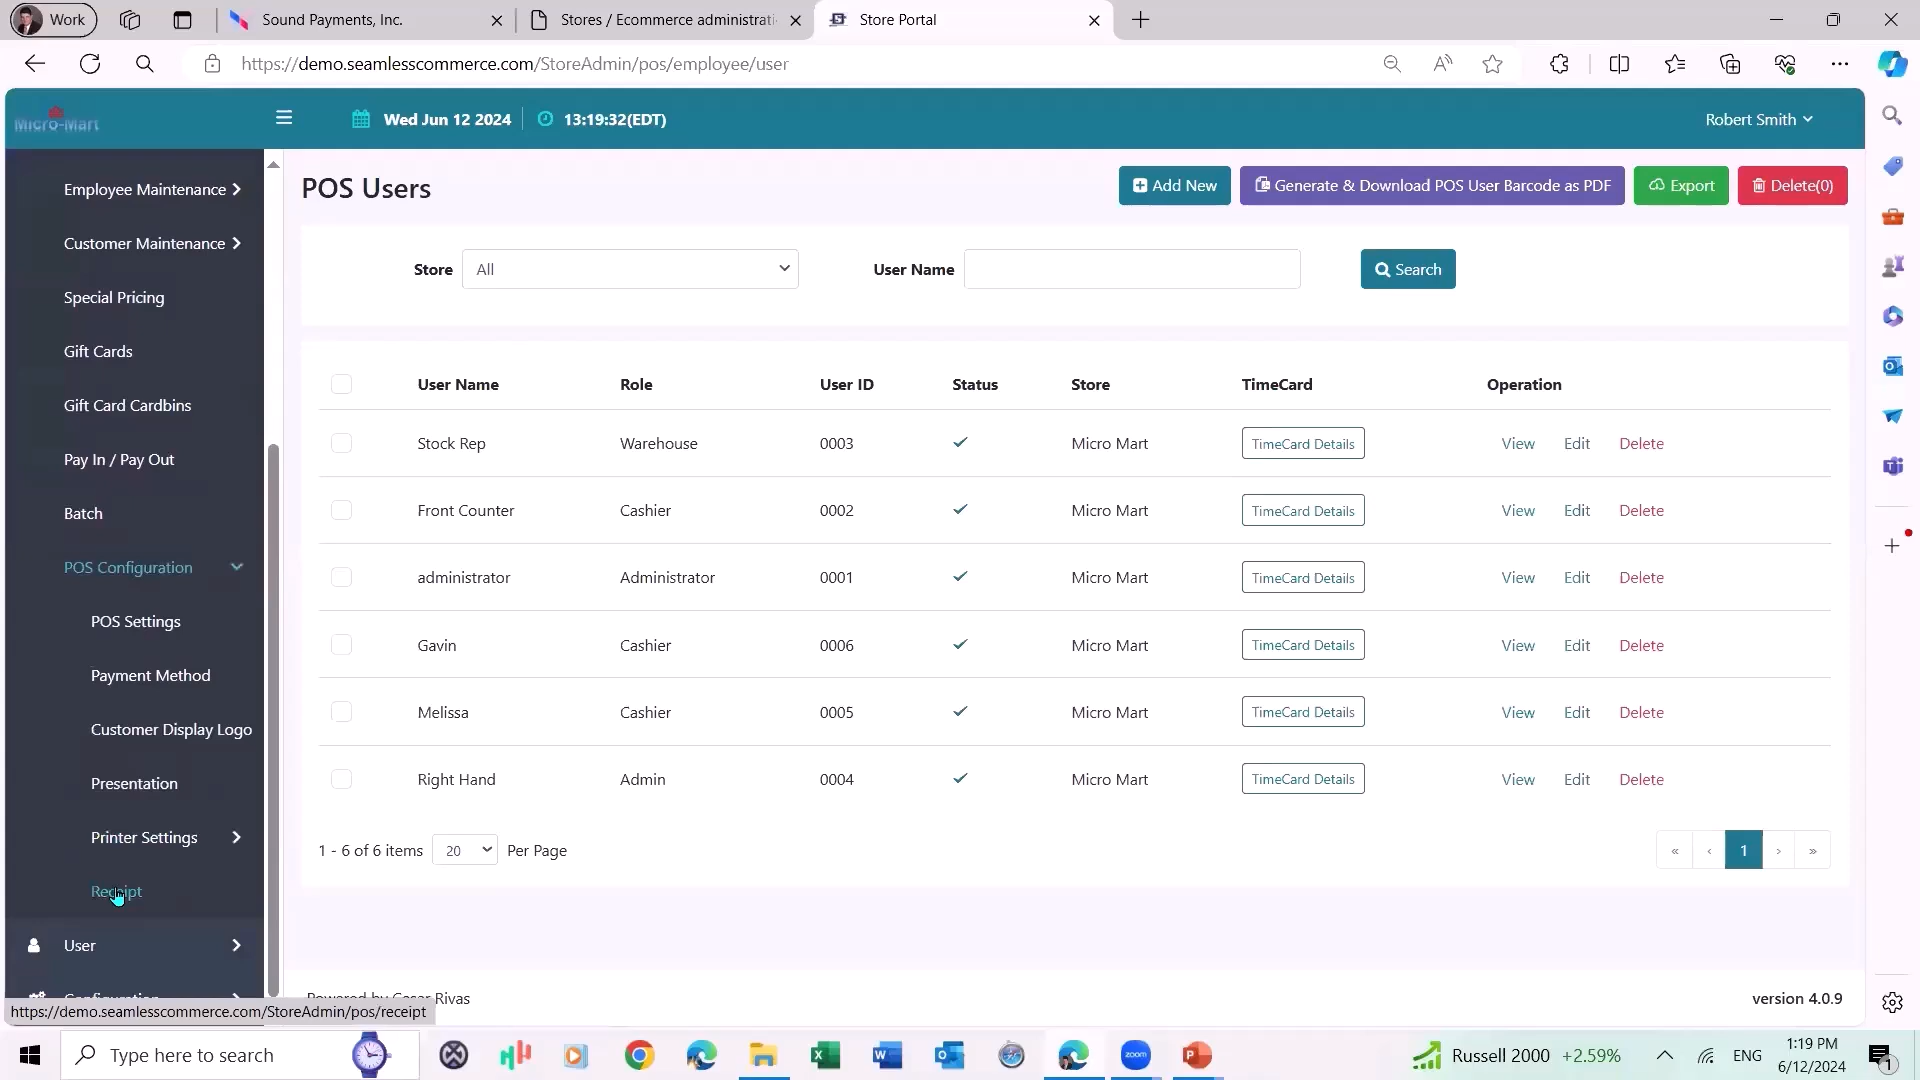 Work
Sound Payments, Inc.
Stores / Ecommerce administrati
Store Portal
https://demo.seamlesscommerce.com/StoreAdmin/pos/employee/user
Micro-Mart
Wed Jun 12 2024
13:19:32(EDT)
Robert Smith
Employee Maintenance
Customer Maintenance
Special Pricing
Gift Cards
Gift Card Cardbins
Pay In / Pay Out
Batch
POS Configuration
POS Settings
Payment Method
Customer Display Logo
Presentation
Printer Settings
Receipt
User
Configuration
https://demo.seamlesscommerce.com/StoreAdmin/pos/receipt
POS Users
Add New
Generate & Download POS User Barcode as PDF
Export
Delete(0)
Store All
User Name
Search
User Name Role User ID Status Store TimeCard Operation
Stock Rep Warehouse 0003 Micro Mart TimeCard Details View Edit Delete
Front Counter Cashier 0002 Micro Mart TimeCard Details View Edit Delete
administrator Administrator 0001 Micro Mart TimeCard Details View Edit Delete
Gavin Cashier 0006 Micro Mart TimeCard Details View Edit Delete
Melissa Cashier 0005 Micro Mart TimeCard Details View Edit Delete
Right Hand Admin 0004 Micro Mart TimeCard Details View Edit Delete
1 - 6 of 6 items 20 Per Page
« ‹ 1 › »
Powered by Cesar Rivas
version 4.0.9
Type here to search
zoom
Russell 2000 +2.59%
ENG
1:19 PM
6/12/2024
1